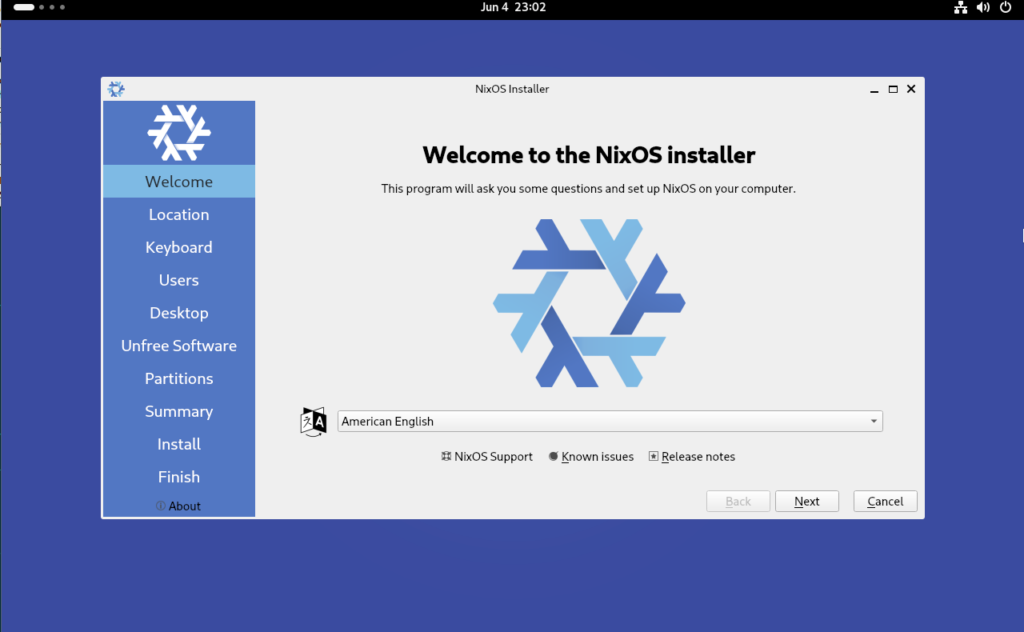 Jun 4 23:02
NixOS Installer
Welcome
Location
Keyboard
Users
Desktop
Unfree Software
Partitions
Summary
Install
Finish
About
Welcome to the NixOS installer
This program will ask you some questions and set up NixOS on your computer.
American English
NixOS Support Known issues Release notes
Back Next Cancel